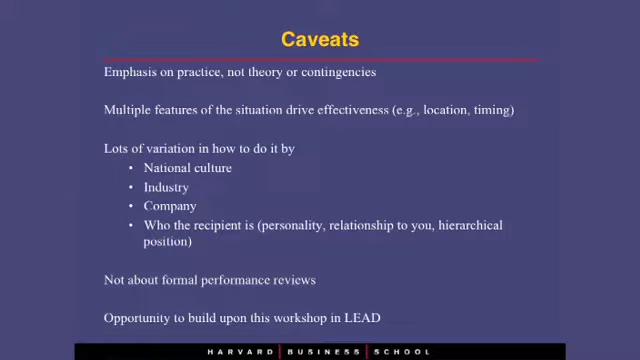 Caveats
Emphasis on practice, not theory or contingencies
Multiple features of the situation drive effectiveness (e.g., location, timing)
Lots of variation in how to do it by
• National culture
• Industry
• Company
• Who the recipient is (personality, relationship to you, hierarchical
position)
Not about formal performance reviews
Opportunity to build upon this workshop in LEAD
HARVARD BUSINESS SCHOOL